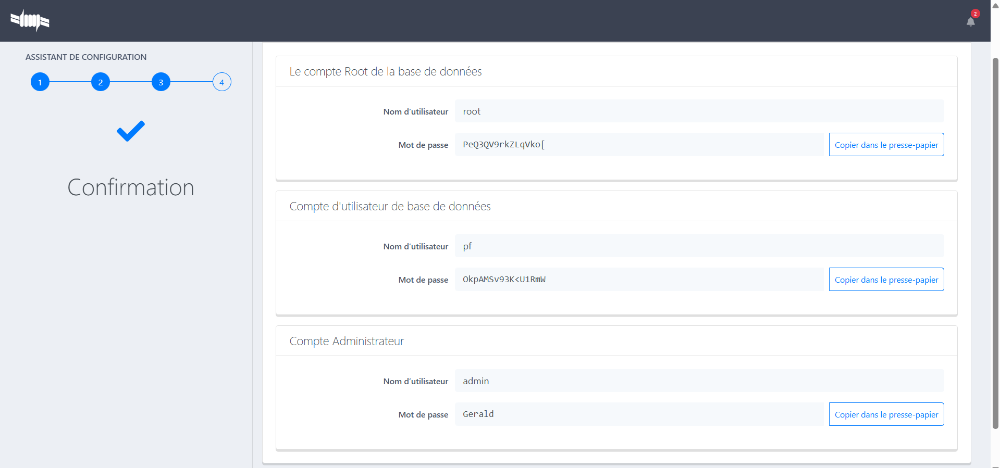 2
ASSISTANT DE CONFIGURATION
1 2 3 4
Confirmation
Le compte Root de la base de données
Nom d’utilisateur root
Mot de passe PeQ3QV9rkZLqVko[ Copier dans le presse-papier
Compte d'utilisateur de base de données
Nom d’utilisateur pf
Mot de passe OkpAMSv93K<U1RmW Copier dans le presse-papier
Compte Administrateur
Nom d’utilisateur admin
Mot de passe Gerald Copier dans le presse-papier